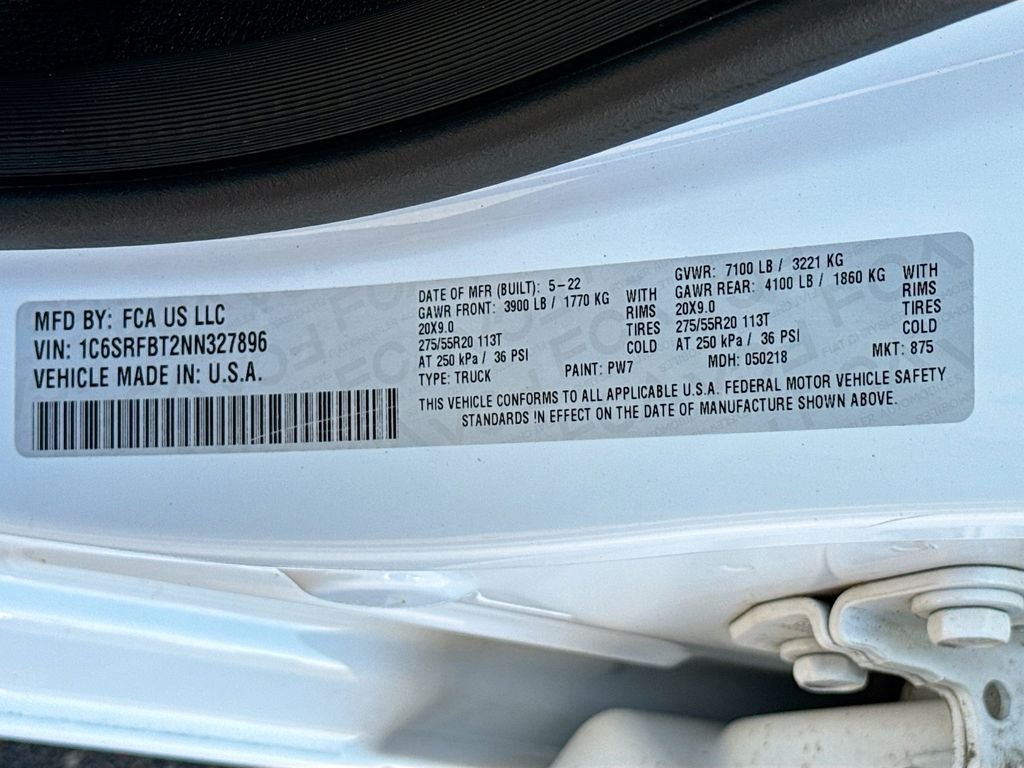 MFD BY: FCA US LLC
VIN: 1C6SRFBT2NN327896
VEHICLE MADE IN: U.S.A.
DATE OF MFR (BUILT): 5-22
GAWR FRONT: 3900 LB / 1770 KG WITH
20X9.0 RIMS
275/55R20 113T TIRES
AT 250 kPa / 36 PSI COLD
TYPE: TRUCK PAINT: PW7
GVWR: 7100 LB / 3221 KG
GAWR REAR: 4100 LB / 1860 KG WITH
20X9.0 RIMS
275/55R20 113T TIRES
AT 250 kPa / 36 PSI COLD
MDH: 050218 MKT: 875
THIS VEHICLE CONFORMS TO ALL APPLICABLE U.S.A. FEDERAL MOTOR VEHICLE SAFETY
STANDARDS IN EFFECT ON THE DATE OF MANUFACTURE SHOWN ABOVE.